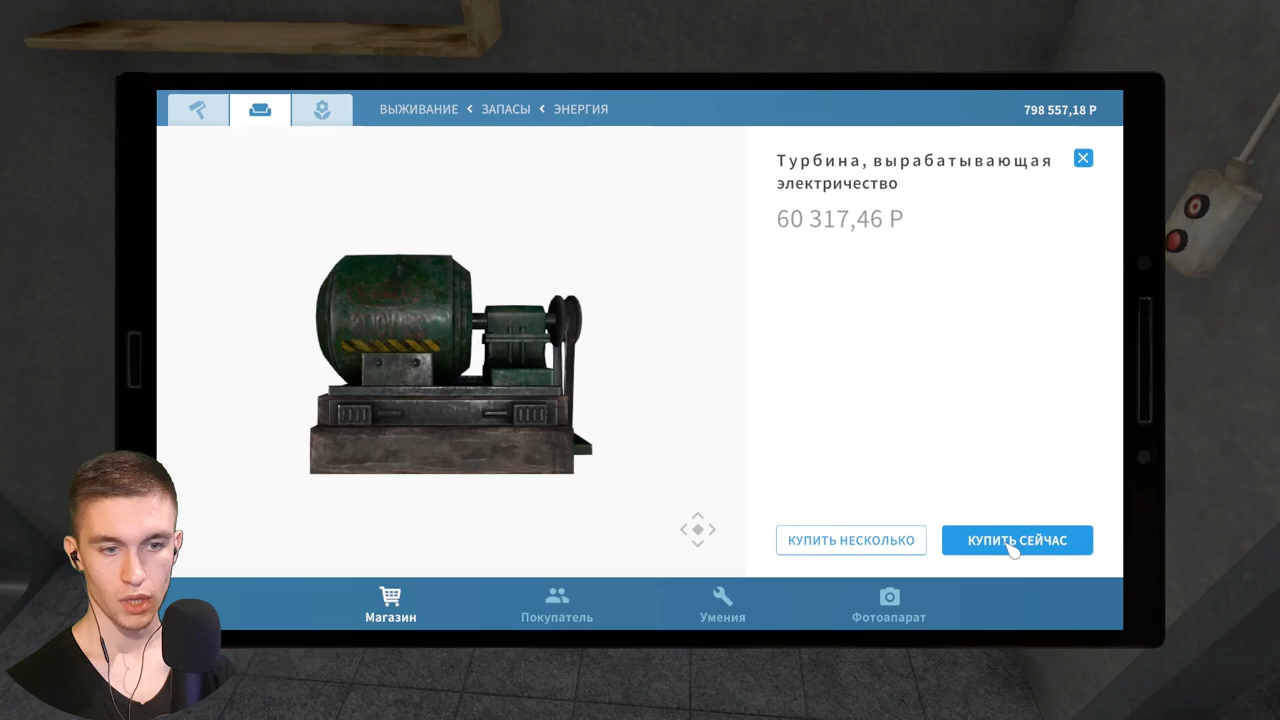 ВЫЖИВАНИЕ < ЗАПАСЫ < ЭНЕРГИЯ
798 557,18 Р
Турбина, вырабатывающая
электричество
60 317,46 Р
КУПИТЬ НЕСКОЛЬКО
КУПИТЬ СЕЙЧАС
Магазин
Покупатель
Умения
Фотоаппарат